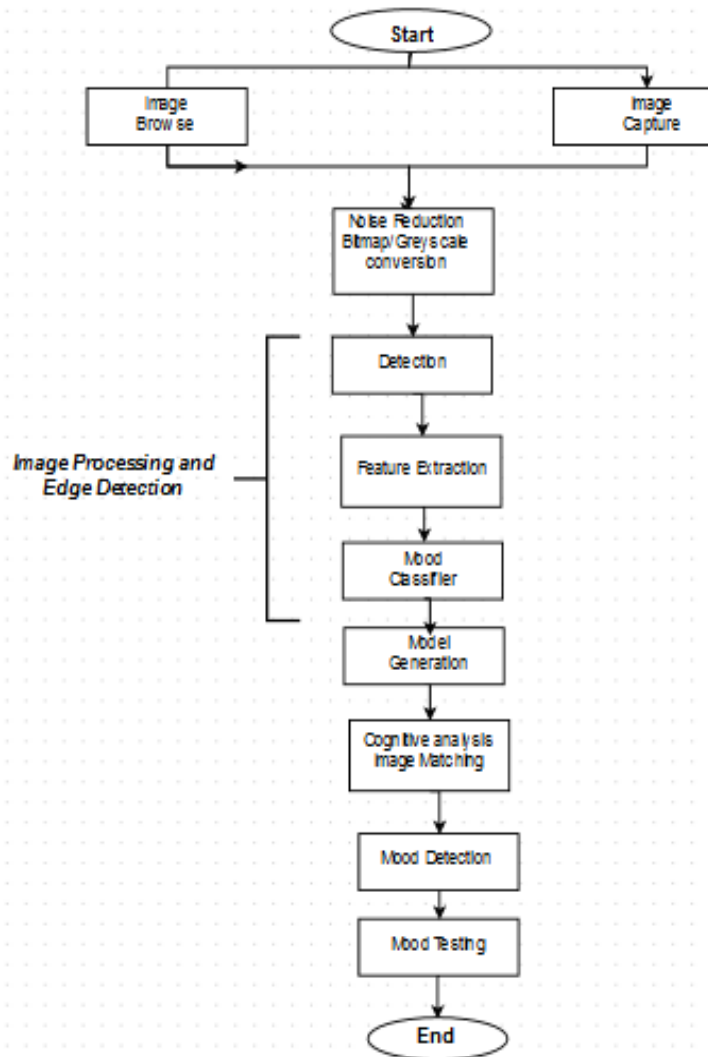 Start
Image
Browse
Image
Capture
Noise Reduction
Bitmap/Greyscale
conversion
Detection
Image Processing and
Edge Detection
Feature Extraction
Mood
Classifier
Model
Generation
Cognitive analysis
Image Matching
Mood Detection
Mood Testing
End